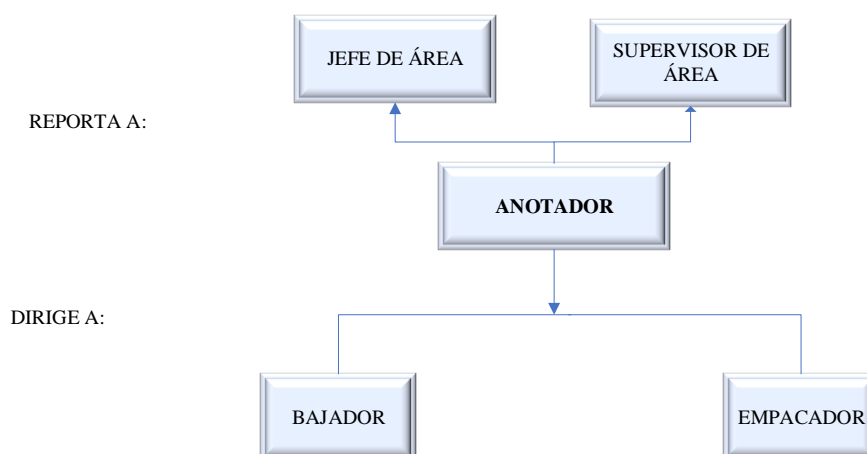 JEFE DE ÁREA
SUPERVISOR DE
ÁREA
REPORTA A:
ANOTADOR
DIRIGE A:
BAJADOR
EMPACADOR